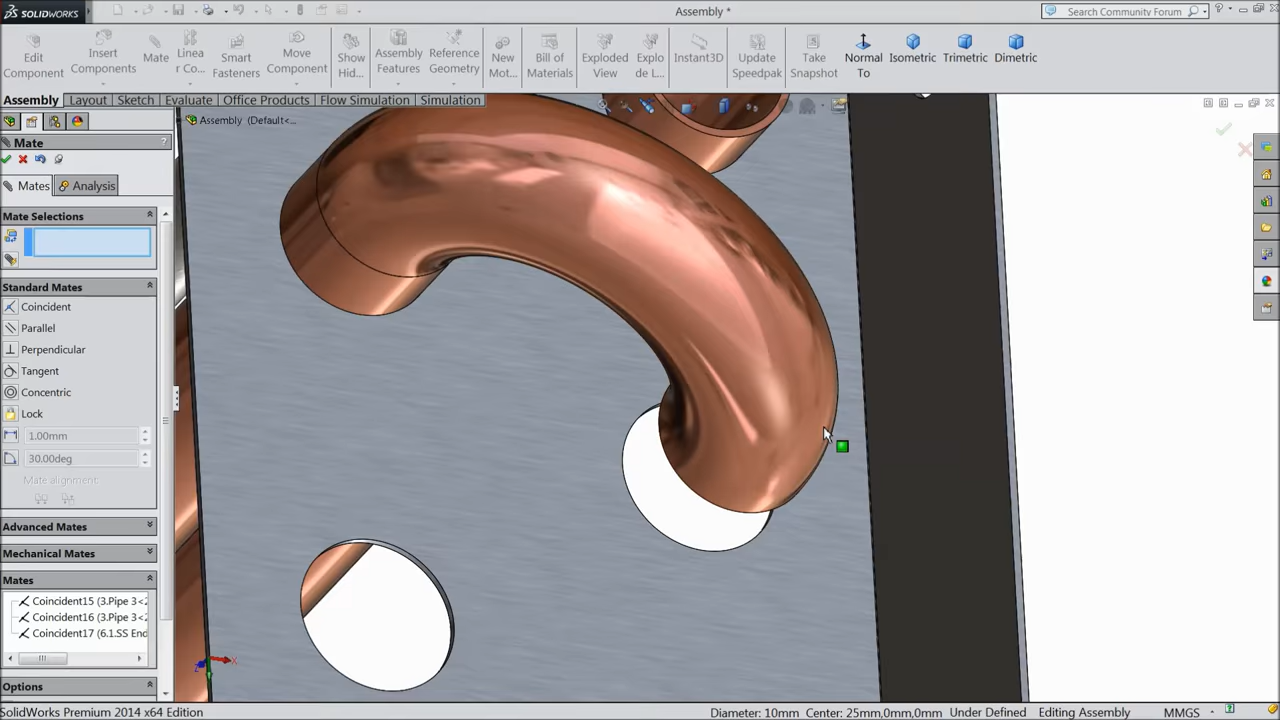 SOLIDWORKS
Assembly *
Search Community Forum
Edit Component
Insert Components
Mate
Linea r Co...
Smart Fasteners
Move Component
Show Hid...
Assembly Features
Reference Geometry
New Mot...
Bill of Materials
Exploded View
Explo de L...
Instant3D
Update Speedpak
Take Snapshot
Normal To
Isometric
Trimetric
Dimetric
Assembly
Layout
Sketch
Evaluate
Office Products
Flow Simulation
Simulation
Assembly (Default<...
Mate
?
Mates
Analysis
Mate Selections
Standard Mates
Coincident
Parallel
Perpendicular
Tangent
Concentric
Lock
1.00mm
30.00deg
Mate alignment:
Advanced Mates
Mechanical Mates
Mates
Coincident15 (3.Pipe 3<2
Coincident16 (3.Pipe 3<2
Coincident17 (6.1.SS End
Options
X
SolidWorks Premium 2014 x64 Edition
Diameter: 10mm Center: 25mm,0mm,0mm
Under Defined
Editing Assembly
MMGS